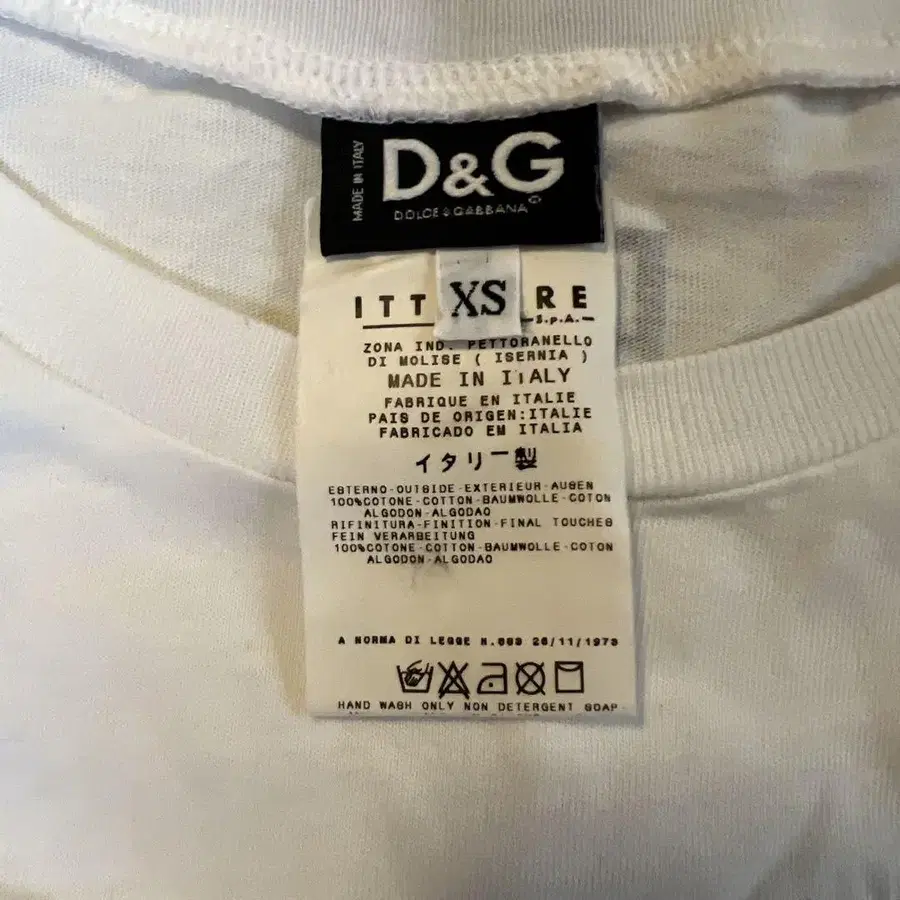 MADE IN ITALY
D&G
DOLCE & GABBANA
XS
ITT RE
S.p.A.
ZONA IND. PETTORANELLO
DI MOLISE ( ISERNIA )
MADE IN ITALY
FABRIQUE EN ITALIE
PAIS DE ORIGEN:ITALIE
FABRICADO EM ITALIA
イタリー製
ESTERNO-OUTSIDE-EXTERIEUR-AUßEN
100%COTONE-COTTON-BAUMWOLLE-COTON
ALGODON-ALGODAO
RIFINITURA-FINITION-FINAL TOUCHES
FEIN VERARBEITUNG
100%COTONE-COTTON-BAUMWOLLE-COTON
ALGODON-ALGODAO
A NORMA DI LEGGE N.883 26/11/1973
HAND WASH ONLY NON DETERGENT SOAP